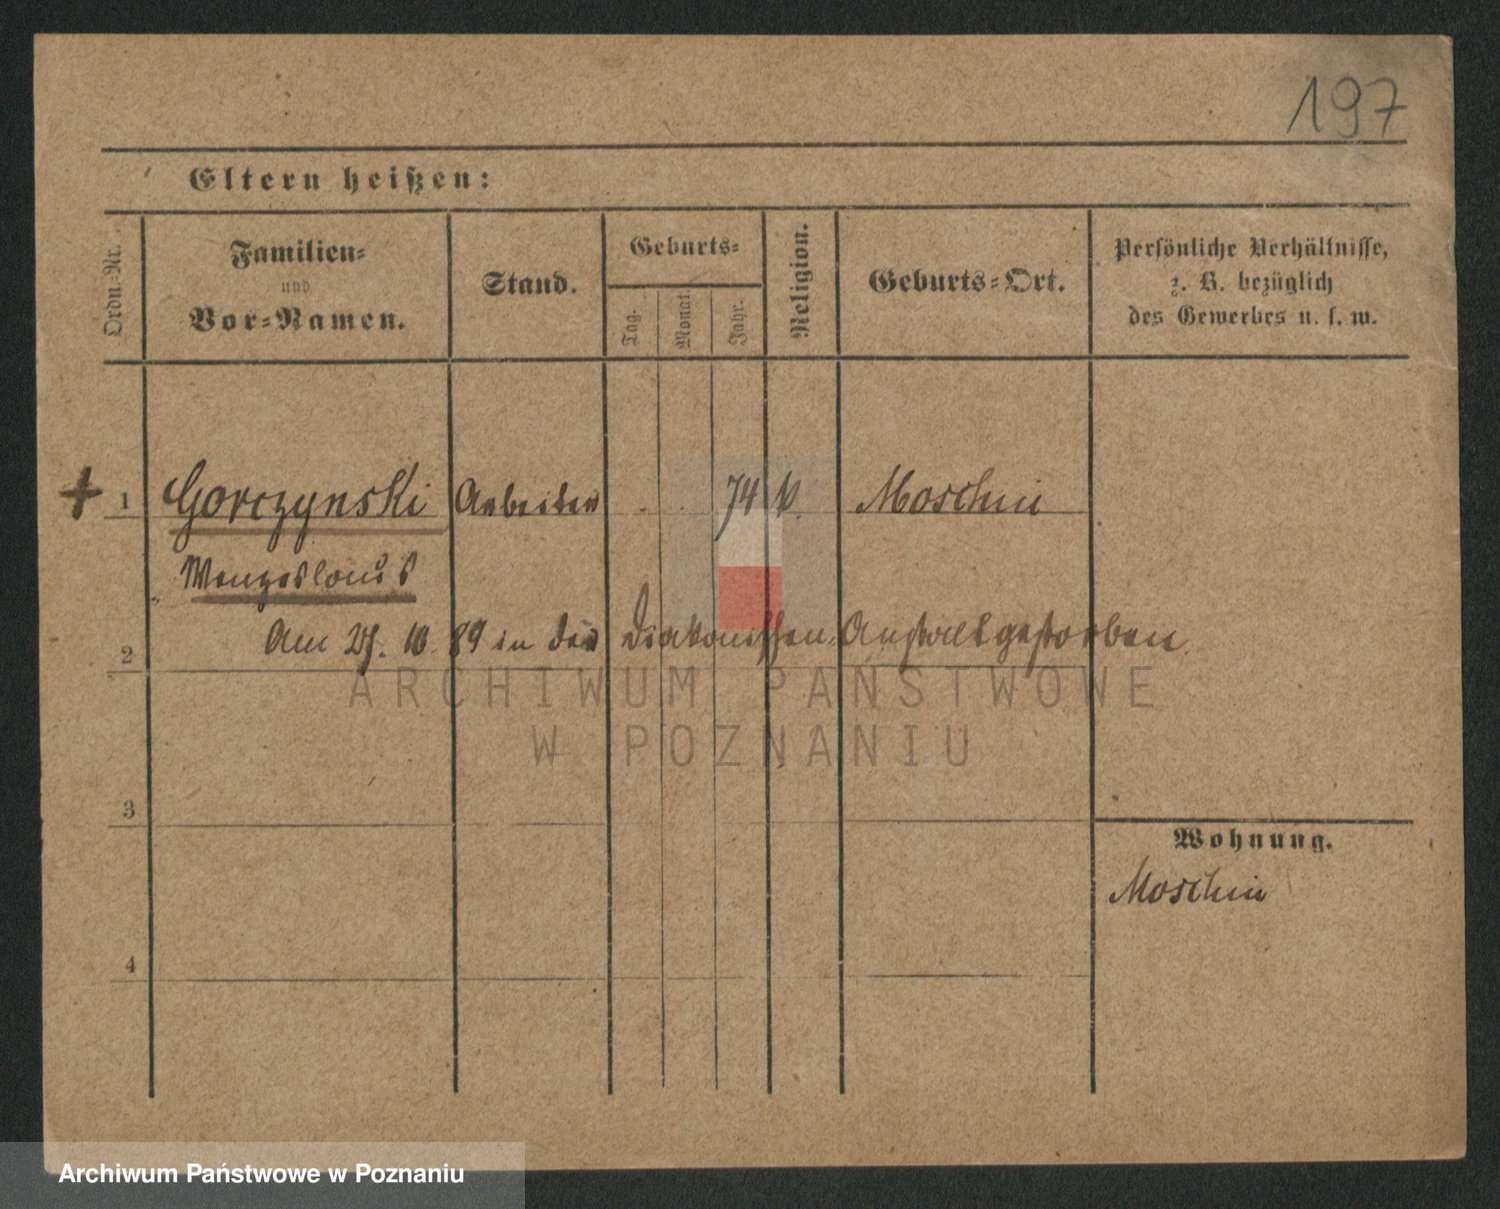 197
Eltern heißen:
Ordn.-Nr.
Familien-
und
Vor-Namen.
Stand.
Geburts-
Tag.
Monat.
Jahr.
Religion.
Geburts-Ort.
Persönliche Verhältnisse,
z. B. bezüglich
des Gewerbes u. s. w.
+ 1 Gorczynski Arbeiter . . 74 k. Moschin
Wenzeslaus
2 Am 10. 89 in der Diakonissen-Anstalt gestorben.
3
4
Wohnung.
Moschin
ARCHIWUM PAŃSTWOWE
W POZNANIU
Archiwum Państwowe w Poznaniu